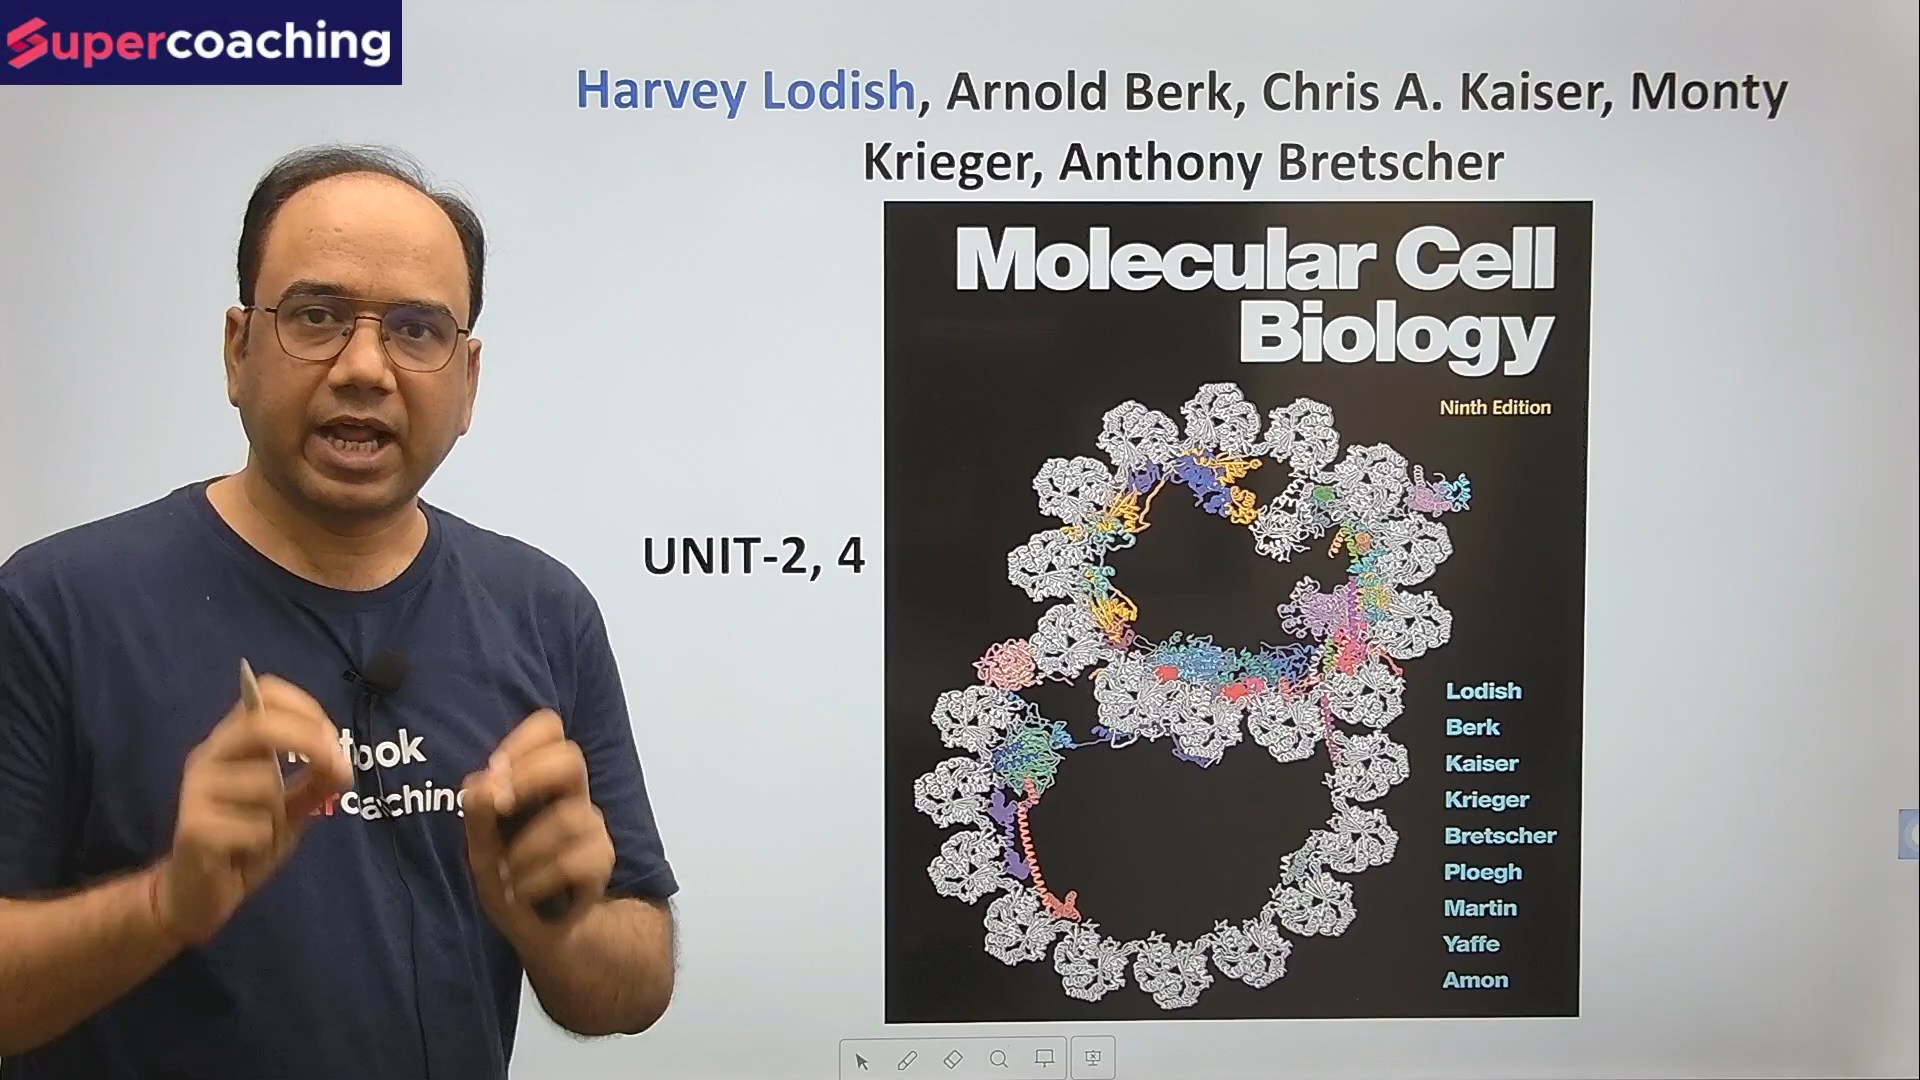 Supercoaching
Harvey Lodish, Arnold Berk, Chris A. Kaiser, Monty
Krieger, Anthony Bretscher
Molecular Cell
Biology
Ninth Edition
UNIT-2, 4
Lodish
Berk
Kaiser
Krieger
Bretscher
Ploegh
Martin
Yaffe
Amon